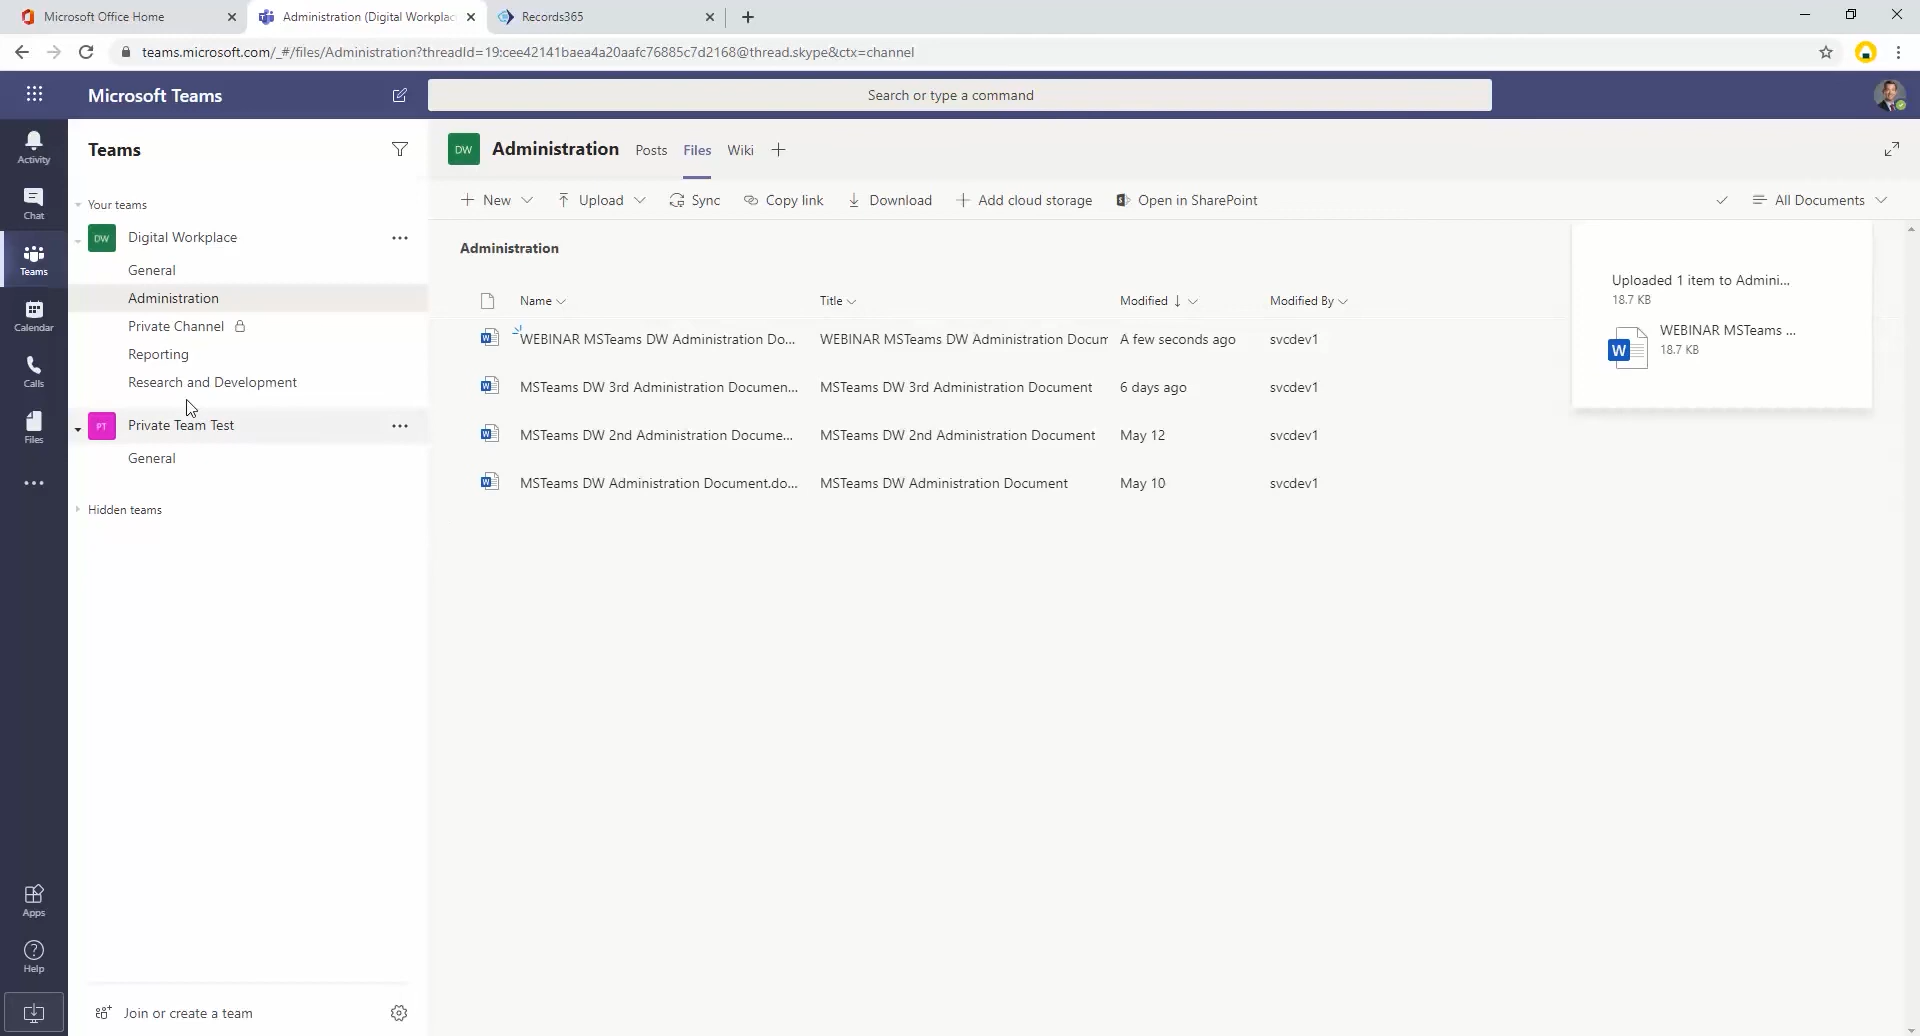 Microsoft Office Home
Administration (Digital Workplac
Records365
teams.microsoft.com/_#/files/Administration?threadId=19:cee42141baea4a20aafc76885c7d2168@thread.skype&ctx=channel
Microsoft Teams
Search or type a command
Activity
Chat
Teams
Calendar
Calls
Files
Apps
Help
Teams
Your teams
DW Digital Workplace
General
Administration
Private Channel
Reporting
Research and Development
PT Private Team Test
General
Hidden teams
Join or create a team
DW Administration Posts Files Wiki
New Upload Sync Copy link Download Add cloud storage Open in SharePoint All Documents
Administration
Name Title Modified Modified By
WEBINAR MSTeams DW Administration Do... WEBINAR MSTeams DW Administration Docum A few seconds ago svcdev1
MSTeams DW 3rd Administration Documen... MSTeams DW 3rd Administration Document 6 days ago svcdev1
MSTeams DW 2nd Administration Docume... MSTeams DW 2nd Administration Document May 12 svcdev1
MSTeams DW Administration Document.do... MSTeams DW Administration Document May 10 svcdev1
Uploaded 1 item to Admini...
18.7 KB
WEBINAR MSTeams ...
18.7 KB